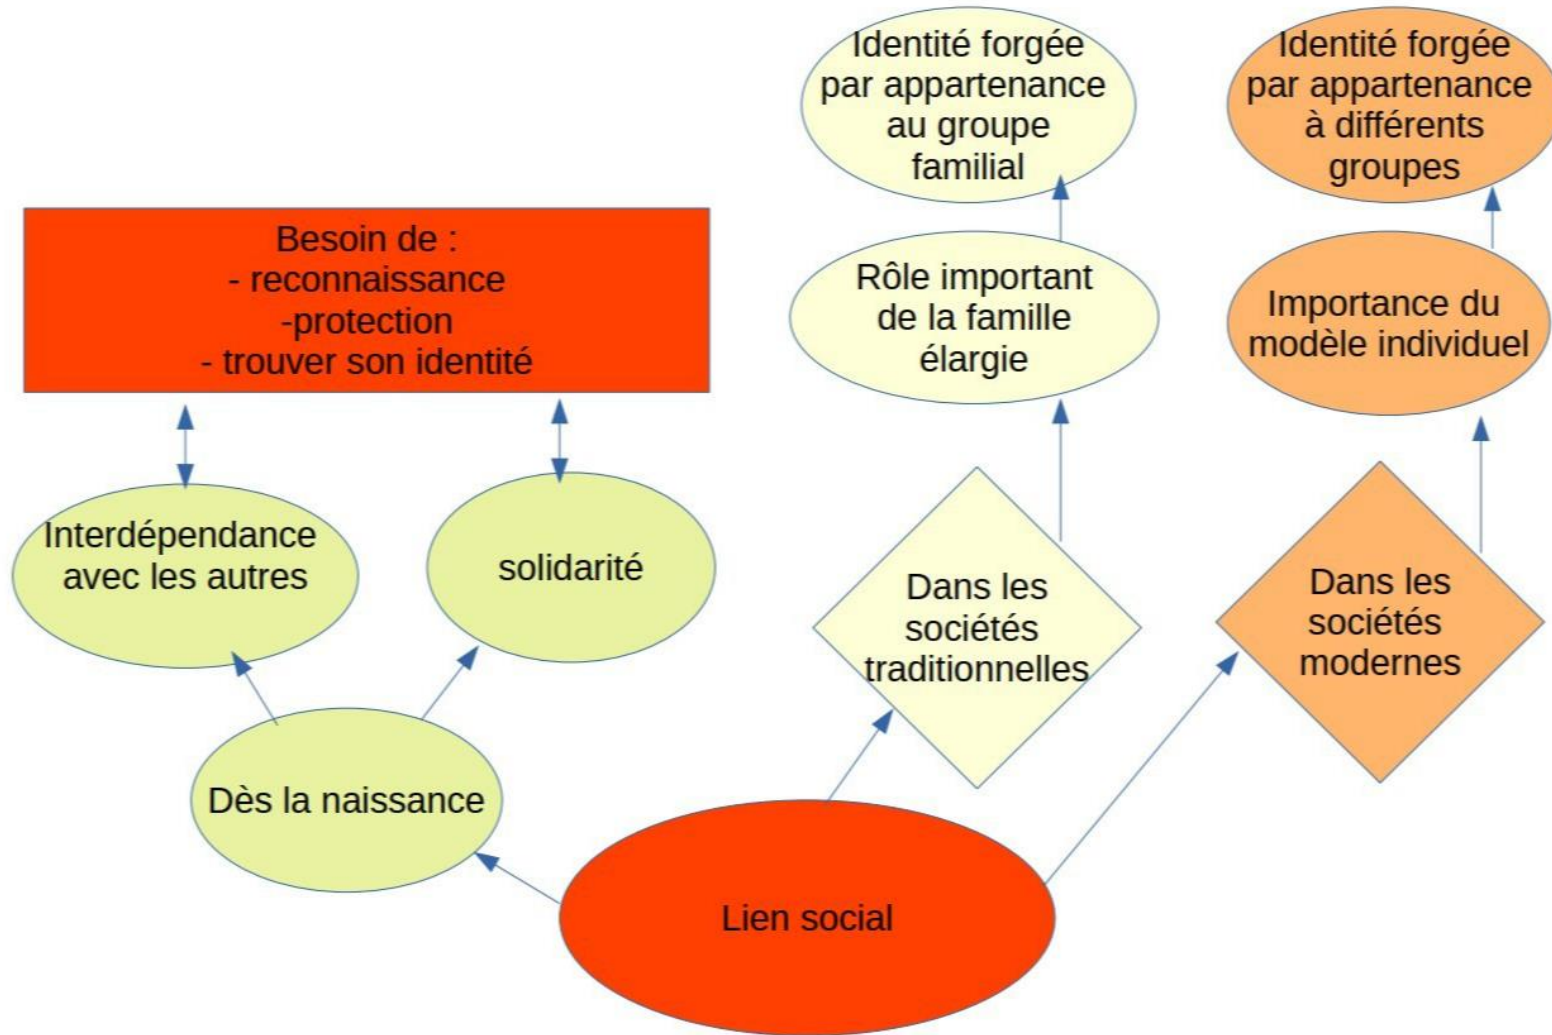 Identité forgée
par appartenance
au groupe
familial
Identité forgée
par appartenance
à différents
groupes
Besoin de :
- reconnaissance
-protection
- trouver son identité
Rôle important
de la famille
élargie
Importance du
modèle individuel
Interdépendance
avec les autres
solidarité
Dans les
sociétés
traditionnelles
Dans les
sociétés
modernes
Dès la naissance
Lien social